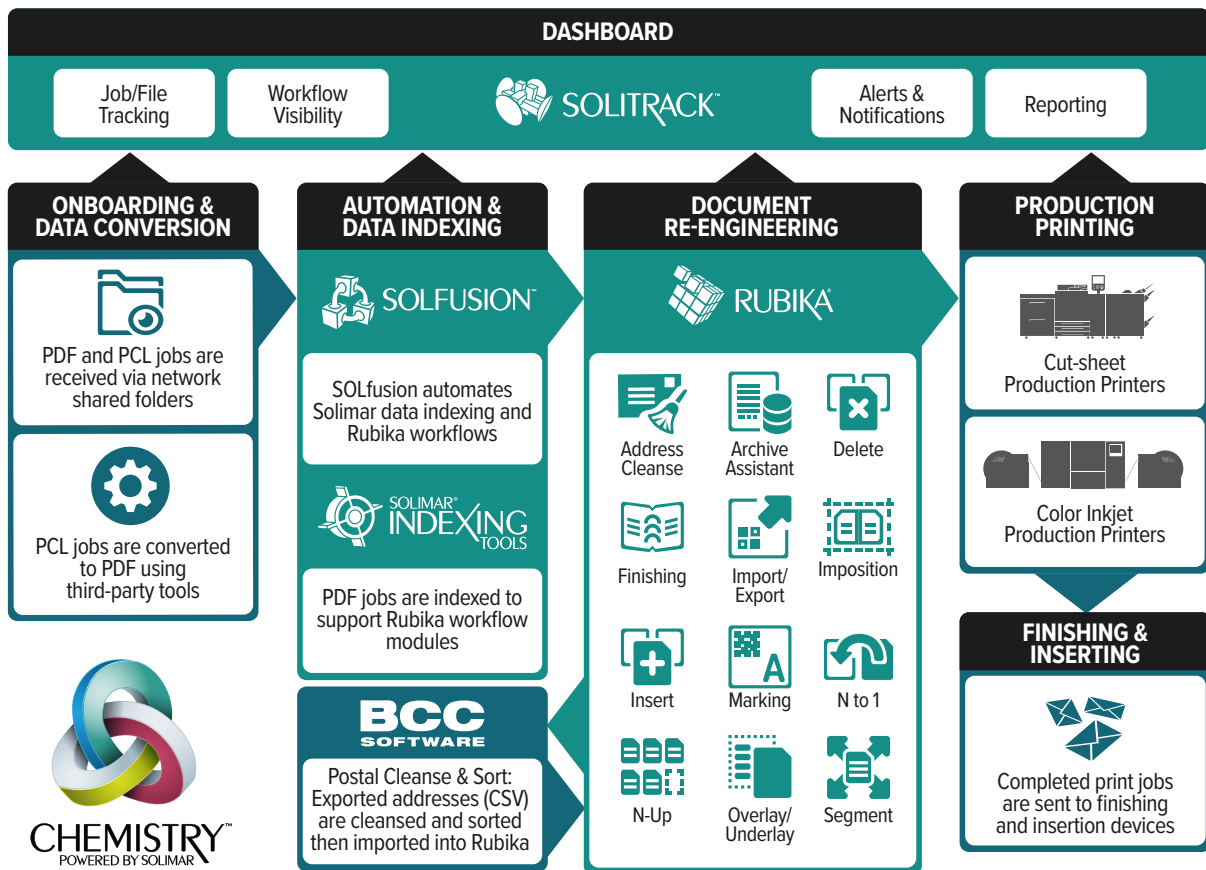 DASHBOARD
Job/File
Tracking
Workflow
Visibility
SOLITRACK™
Alerts &
Notifications
Reporting
ONBOARDING &
DATA CONVERSION
PDF and PCL jobs are
received via network
shared folders
PCL jobs are converted
to PDF using
third-party tools
AUTOMATION &
DATA INDEXING
SOLFUSION™
SOLfusion automates
Solimar data indexing and
Rubika workflows
SOLIMAR®
INDEXING
TOOLS
PDF jobs are indexed to
support Rubika workflow
modules
BCC
SOFTWARE
Postal Cleanse & Sort:
Exported addresses (CSV)
are cleansed and sorted
then imported into Rubika
DOCUMENT
RE-ENGINEERING
RUBIKA®
Address
Cleanse
Archive
Assistant
Delete
Finishing
Import/
Export
Imposition
Insert
A
Marking
N to 1
N-Up
Overlay/
Underlay
Segment
PRODUCTION
PRINTING
Cut-sheet
Production Printers
Color Inkjet
Production Printers
FINISHING &
INSERTING
Completed print jobs
are sent to finishing
and insertion devices
CHEMISTRY™
POWERED BY SOLIMAR